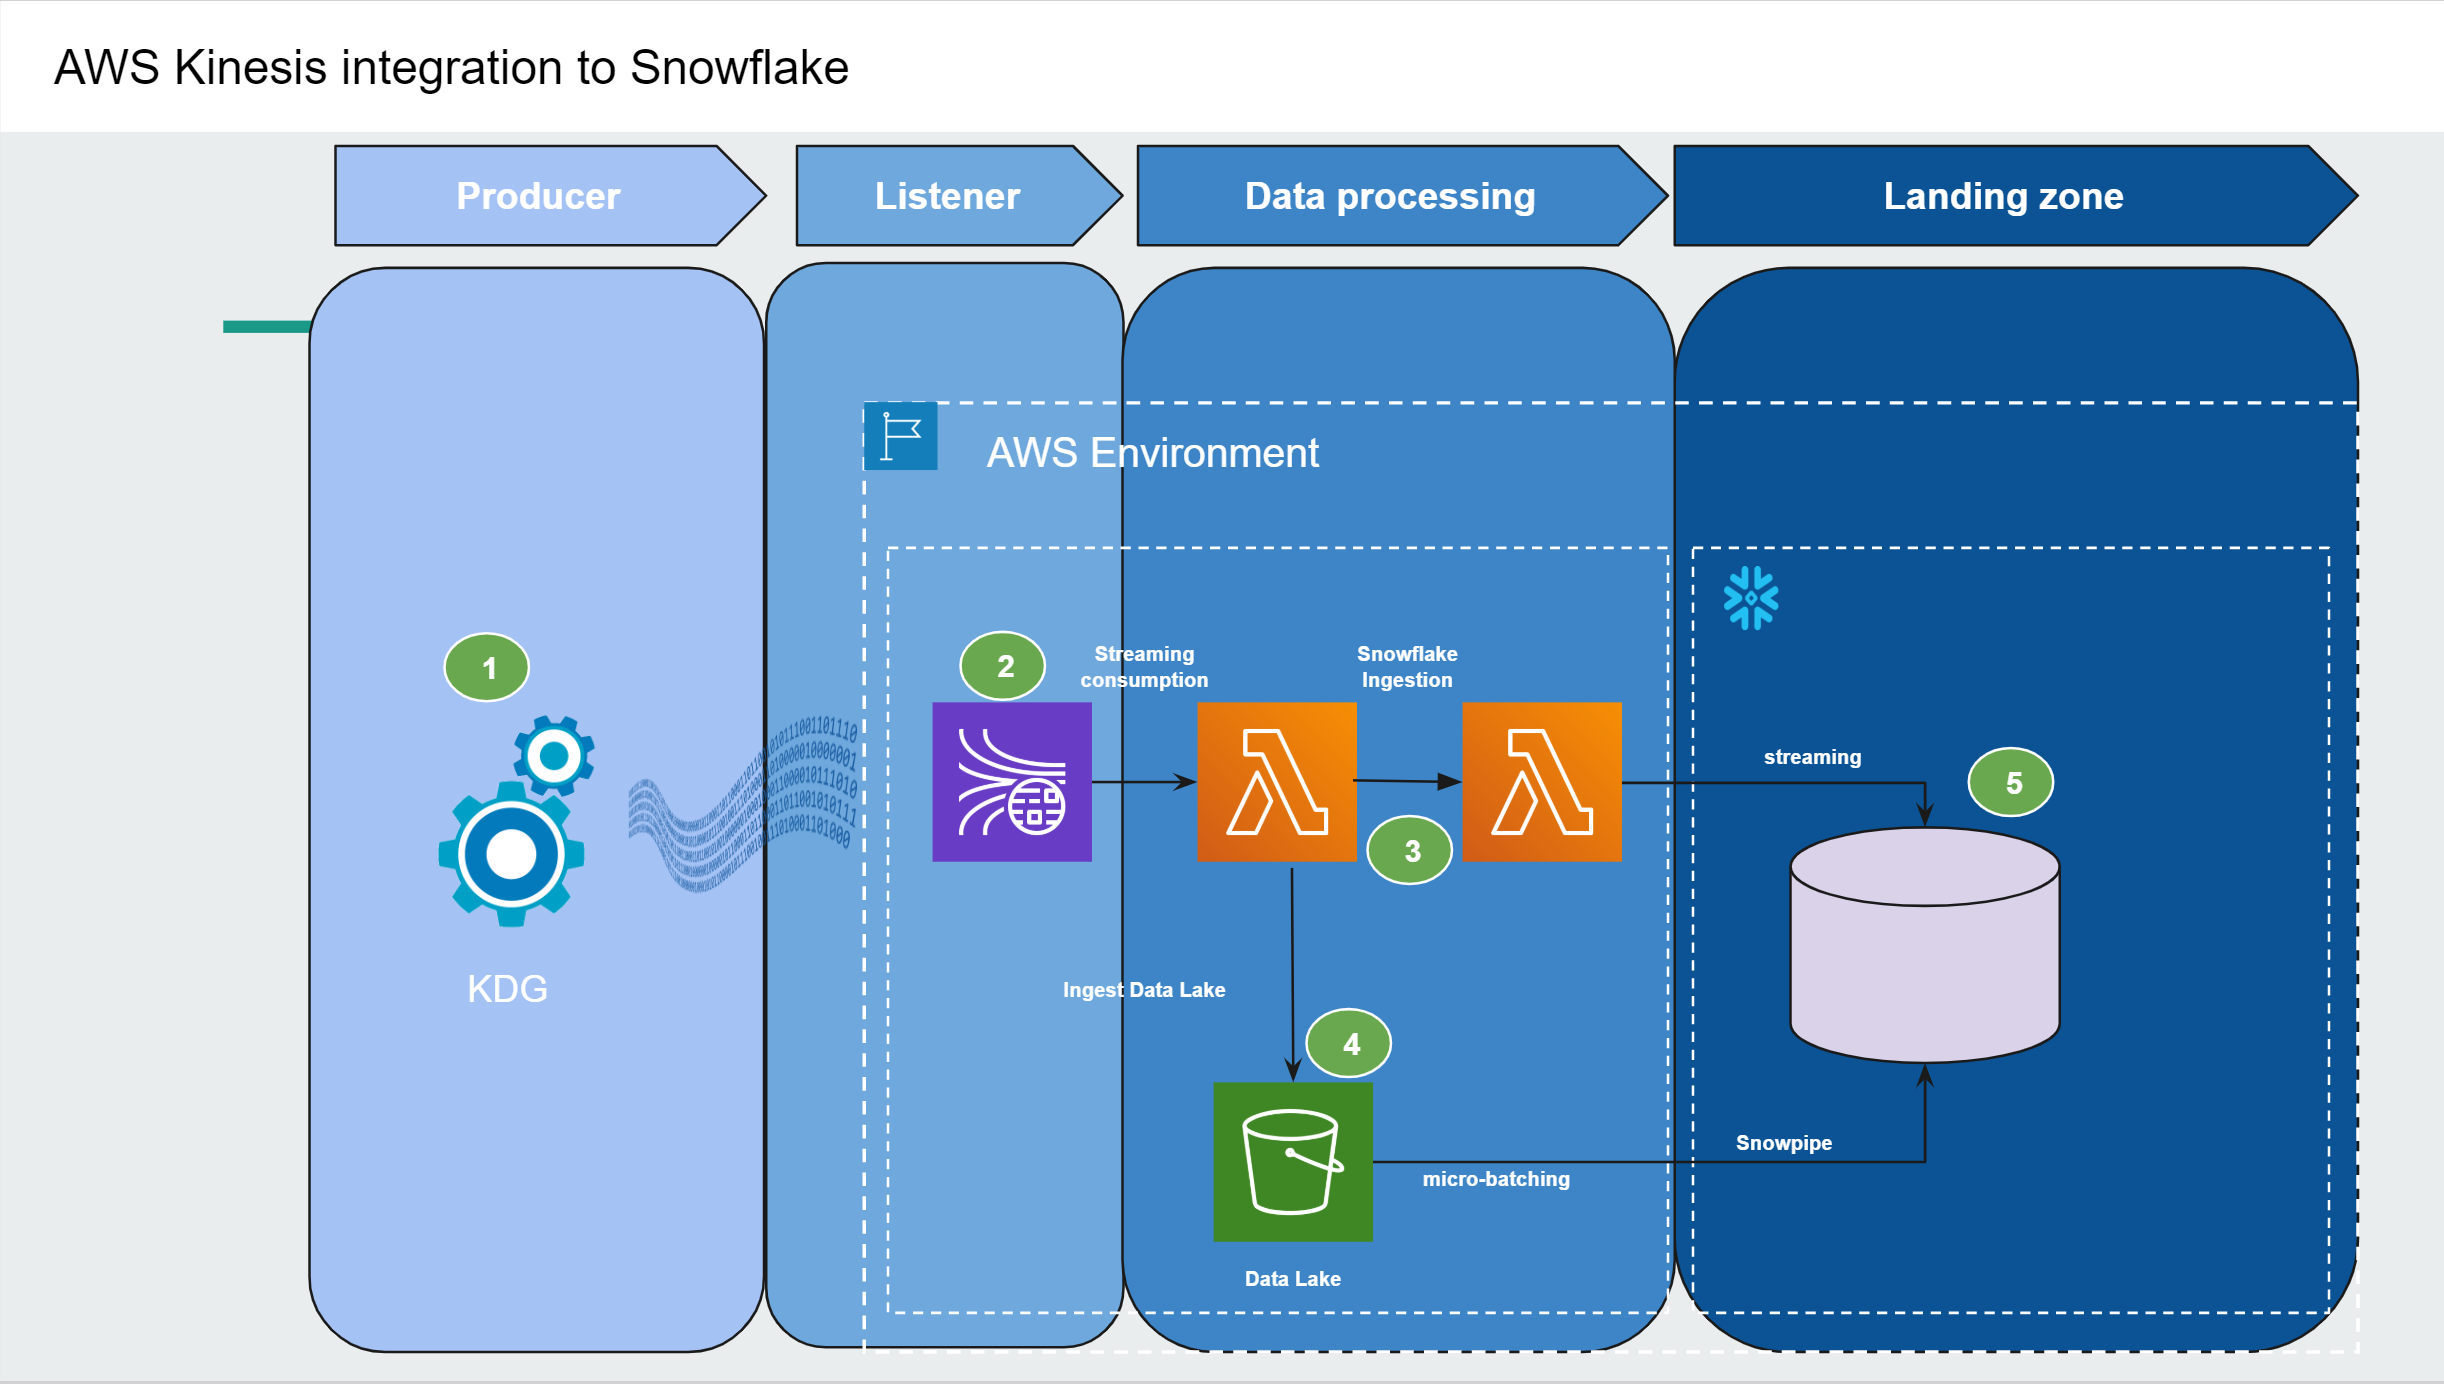 AWS Kinesis integration to Snowflake
Producer
Listener
Data processing
Landing zone
AWS Environment
1
2
Streaming
consumption
Snowflake
Ingestion
streaming
5
3
KDG
Ingest Data Lake
4
Snowpipe
micro-batching
Data Lake